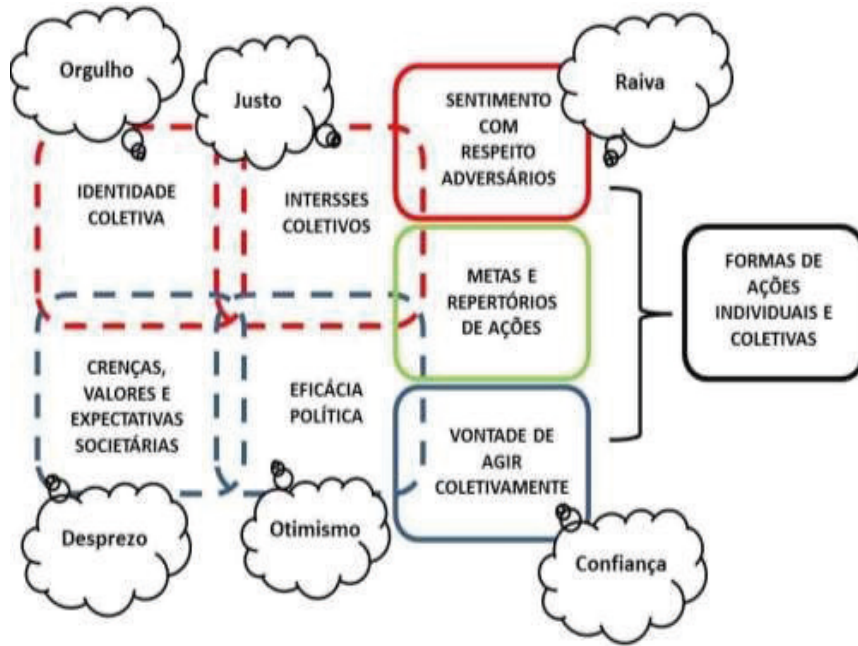 Orgulho
Justo
Raiva
SENTIMENTO
COM
RESPEITO
ADVERSÁRIOS
IDENTIDADE
COLETIVA
INTERSSES
COLETIVOS
METAS E
REPERTÓRIOS
DE AÇÕES
FORMAS DE
AÇÕES
INDIVIDUAIS E
COLETIVAS
CRENÇAS,
VALORES E
EXPECTATIVAS
SOCIETÁRIAS
EFICÁCIA
POLÍTICA
VONTADE DE
AGIR
COLETIVAMENTE
Desprezo
Otimismo
Confiança